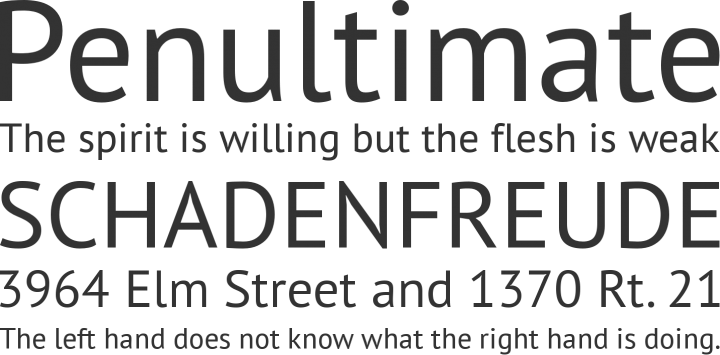 Penultimate
The spirit is willing but the flesh is weak
SCHADENFREUDE
3964 Elm Street and 1370 Rt. 21
The left hand does not know what the right hand is doing.